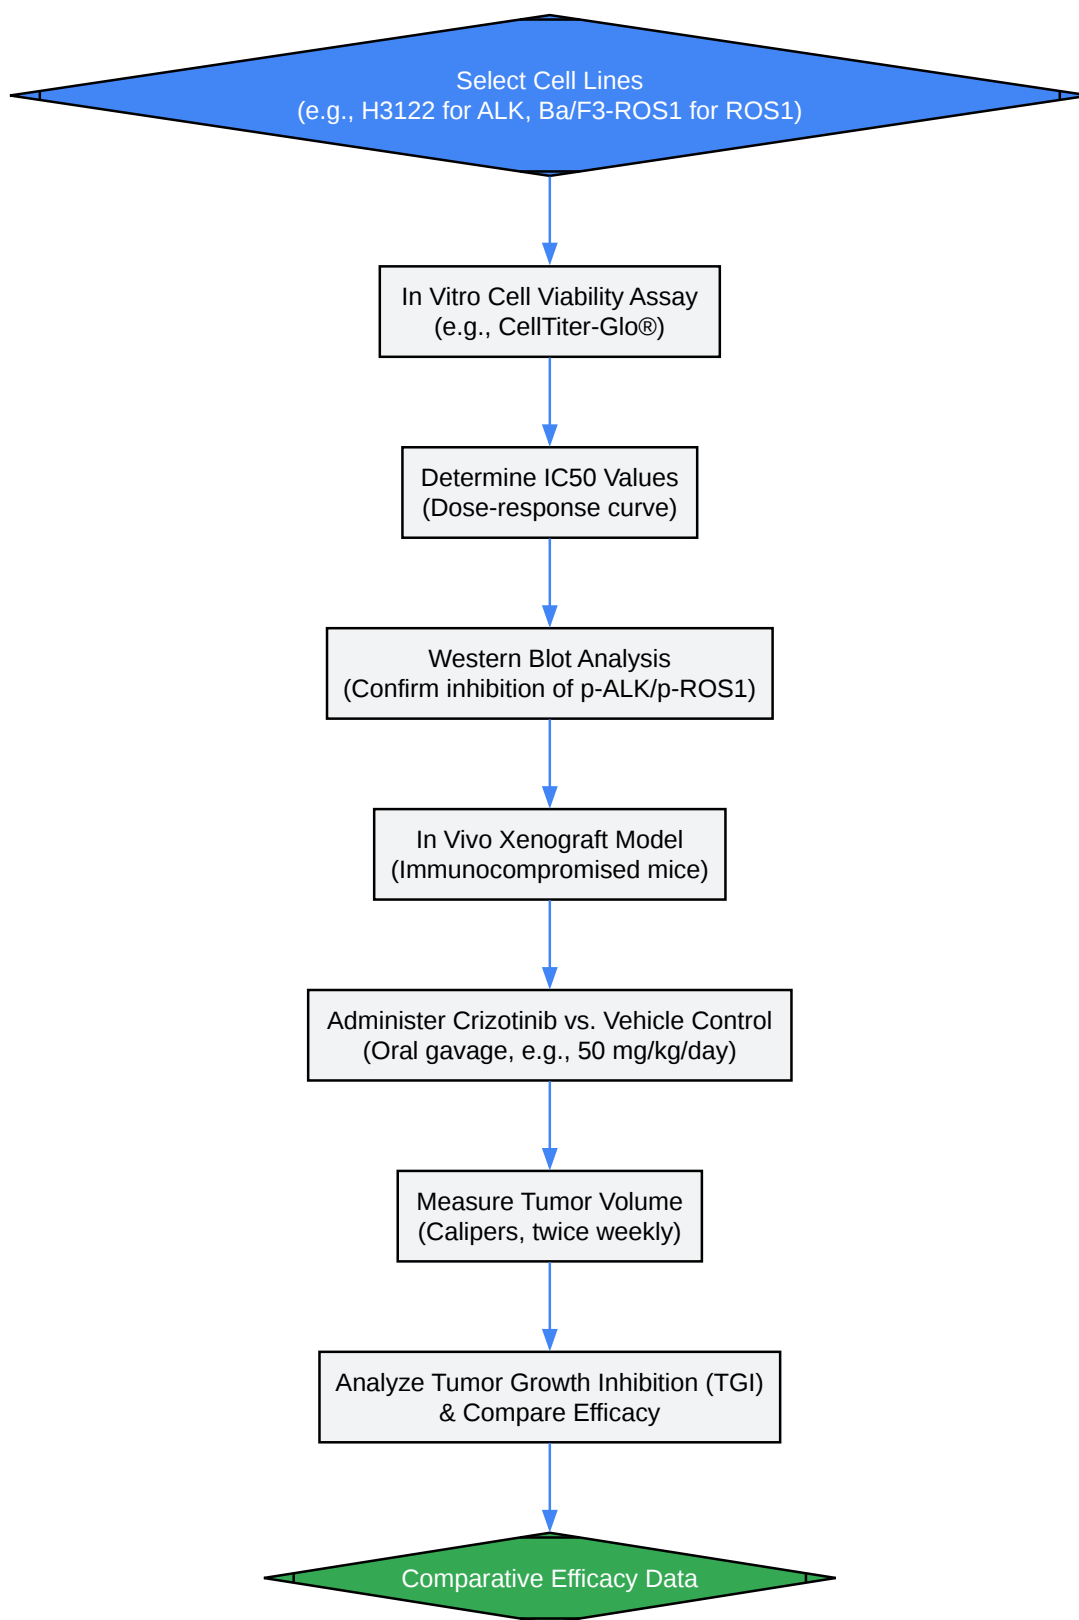 Select Cell Lines
(e.g., H3122 for ALK, Ba/F3-ROS1 for ROS1)
In Vitro Cell Viability Assay
(e.g., CellTiter-Glo®)
Determine IC50 Values
(Dose-response curve)
Western Blot Analysis
(Confirm inhibition of p-ALK/p-ROS1)
In Vivo Xenograft Model
(Immunocompromised mice)
Administer Crizotinib vs. Vehicle Control
(Oral gavage, e.g., 50 mg/kg/day)
Measure Tumor Volume
(Calipers, twice weekly)
Analyze Tumor Growth Inhibition (TGI)
& Compare Efficacy
Comparative Efficacy Data